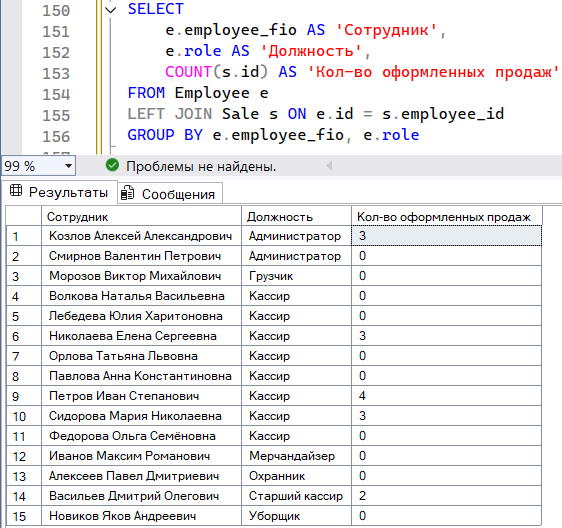 150 SELECT
151 e.employee_fio AS 'Сотрудник',
152 e.role AS 'Должность',
153 COUNT(s.id) AS 'Кол-во оформленных продаж'
154 FROM Employee e
155 LEFT JOIN Sale s ON e.id = s.employee_id
156 GROUP BY e.employee_fio, e.role
99 % Проблемы не найдены.
Результаты Сообщения
Сотрудник Должность Кол-во оформленных продаж
1 Козлов Алексей Александрович Администратор 3
2 Смирнов Валентин Петрович Администратор 0
3 Морозов Виктор Михайлович Грузчик 0
4 Волкова Наталья Васильевна Кассир 0
5 Лебедева Юлия Харитоновна Кассир 0
6 Николаева Елена Сергеевна Кассир 3
7 Орлова Татьяна Львовна Кассир 0
8 Павлова Анна Константиновна Кассир 0
9 Петров Иван Степанович Кассир 4
10 Сидорова Мария Николаевна Кассир 3
11 Федорова Ольга Семёновна Кассир 0
12 Иванов Максим Романович Мерчандайзер 0
13 Алексеев Павел Дмитриевич Охранник 0
14 Васильев Дмитрий Олегович Старший кассир 2
15 Новиков Яков Андреевич Уборщик 0